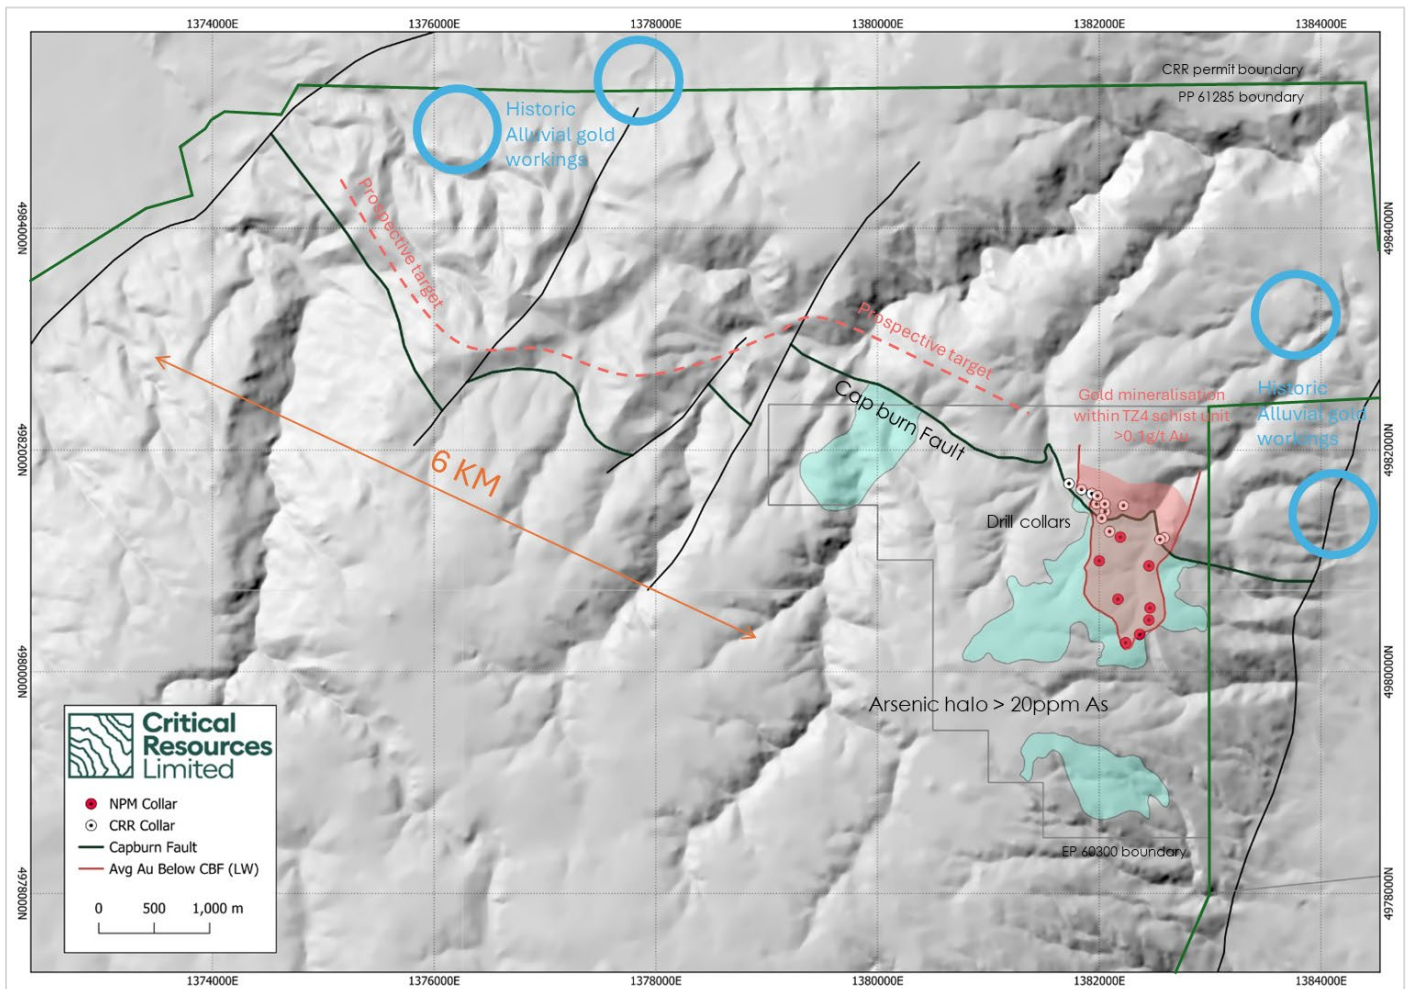 1374000E
1376000E
1378000E
1380000E
1382000E
1384000E
CRR permit boundary
PP 61285 boundary
Historic
Alluvial gold
workings
Prospective target
4984000N
4984000N
Prospective target
Cap burn Fault
Gold mineralisation
within TZ4 schist unit
>0.1g/t Au
Historic
Alluvial gold
workings
6 KM
4982000N
4982000N
Drill collars
4980000N
4980000N
Arsenic halo > 20ppm As
Critical
Resources
Limited
NPM Collar
CRR Collar
Capburn Fault
Avg Au Below CBF (LW)
0 500 1,000 m
EP 60300 boundary
4978000N
4978000N
1374000E
1376000E
1378000E
1380000E
1382000E
1384000E